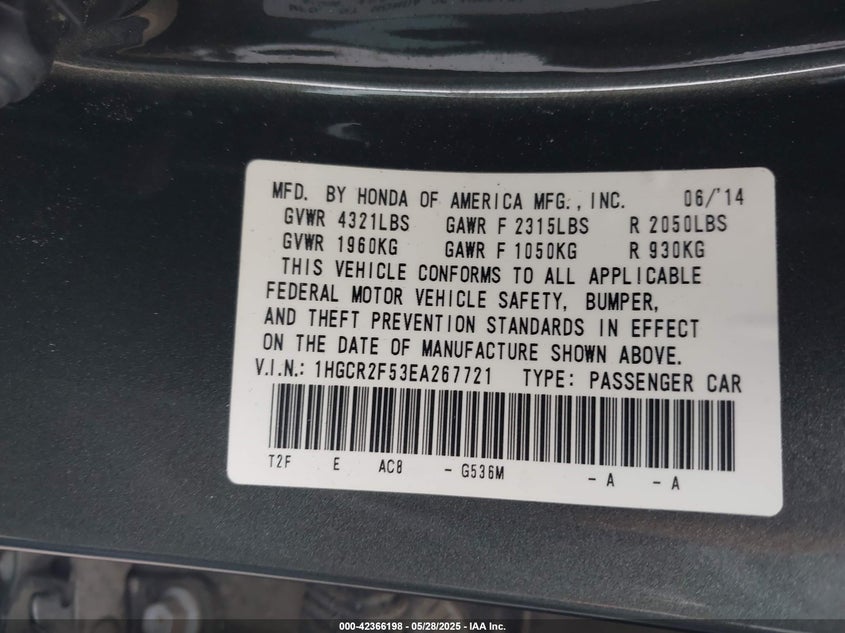 MFD. BY HONDA OF AMERICA MFG., INC. 06/'14
GVWR 4321LBS GAWR F 2315LBS R 2050LBS
GVWR 1960KG GAWR F 1050KG R 930KG
THIS VEHICLE CONFORMS TO ALL APPLICABLE
FEDERAL MOTOR VEHICLE SAFETY, BUMPER,
AND THEFT PREVENTION STANDARDS IN EFFECT
ON THE DATE OF MANUFACTURE SHOWN ABOVE.
V.I.N.: 1HGCR2F53EA267721 TYPE: PASSENGER CAR
T2F E AC8 - G536M - A - A
000-42366198 - 05/28/2025 - IAA Inc.